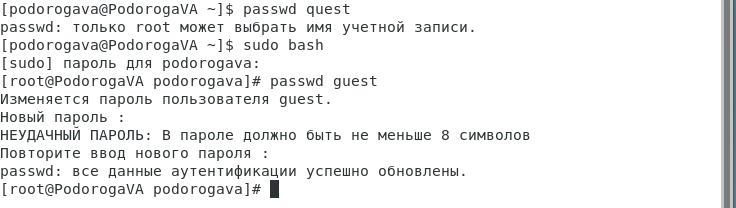 [podorogava@PodorogaVA ~]$ passwd quest
passwd: только root может выбрать имя учетной записи.
[podorogava@PodorogaVA ~]$ sudo bash
[sudo] пароль для podorogava:
[root@PodorogaVA podorogava]# passwd guest
Изменяется пароль пользователя guest.
Новый пароль :
НЕУДАЧНЫЙ ПАРОЛЬ: В пароле должно быть не меньше 8 символов
Повторите ввод нового пароля :
passwd: все данные аутентификации успешно обновлены.
[root@PodorogaVA podorogava]#